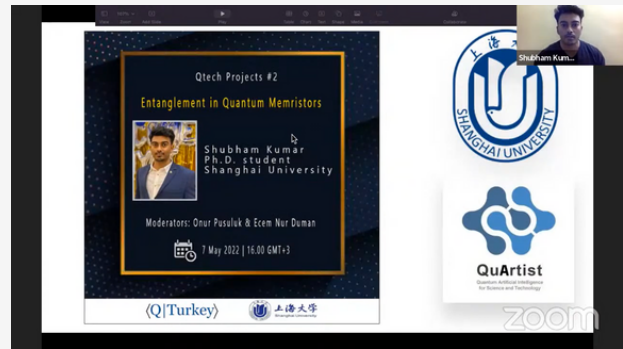 Qtech Projects #2
Entanglement in Quantum Memristors
Shubham Kumar
Ph.D. student
Shanghai University
Moderators: Onur Pusuluk & Ecem Nur Duman
7 May 2022 | 16.00 GMT+3
⟨Q|Turkey⟩
上海大学
Shanghai University
Shubham Kum...
上海大
SHANGHAI UNIVERSITY
QuArtist
Quantum Artificial Intelligence
for Science and Technology
zoom